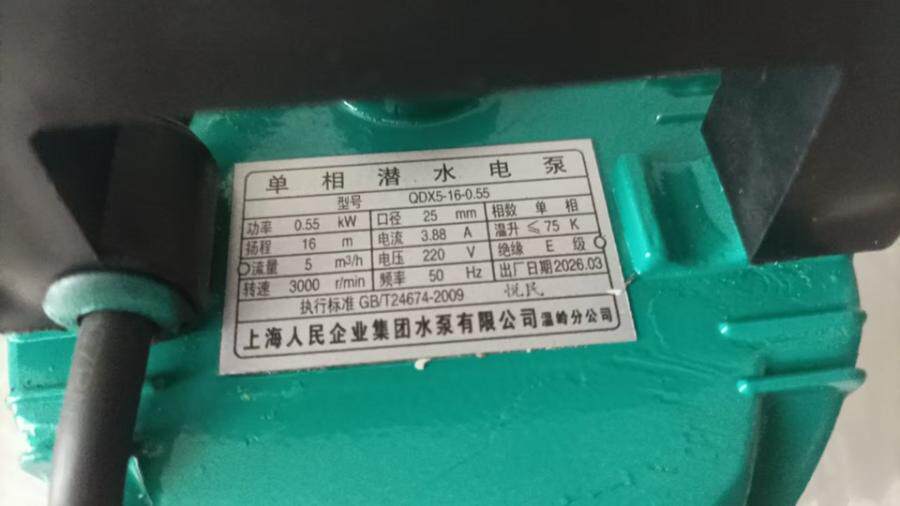 单相潜水电泵
型号 QDX5-16-0.55
功率 0.55 kW 口径 25 mm 相数 单相
扬程 16 m 电流 3.88 A 温升 ≤75 K
流量 5 m³/h 电压 220 V 绝缘 E 级
转速 3000 r/min 频率 50 Hz 出厂日期 2026.03
执行标准 GB/T24674-2009 悦民
上海人民企业集团水泵有限公司温岭分公司